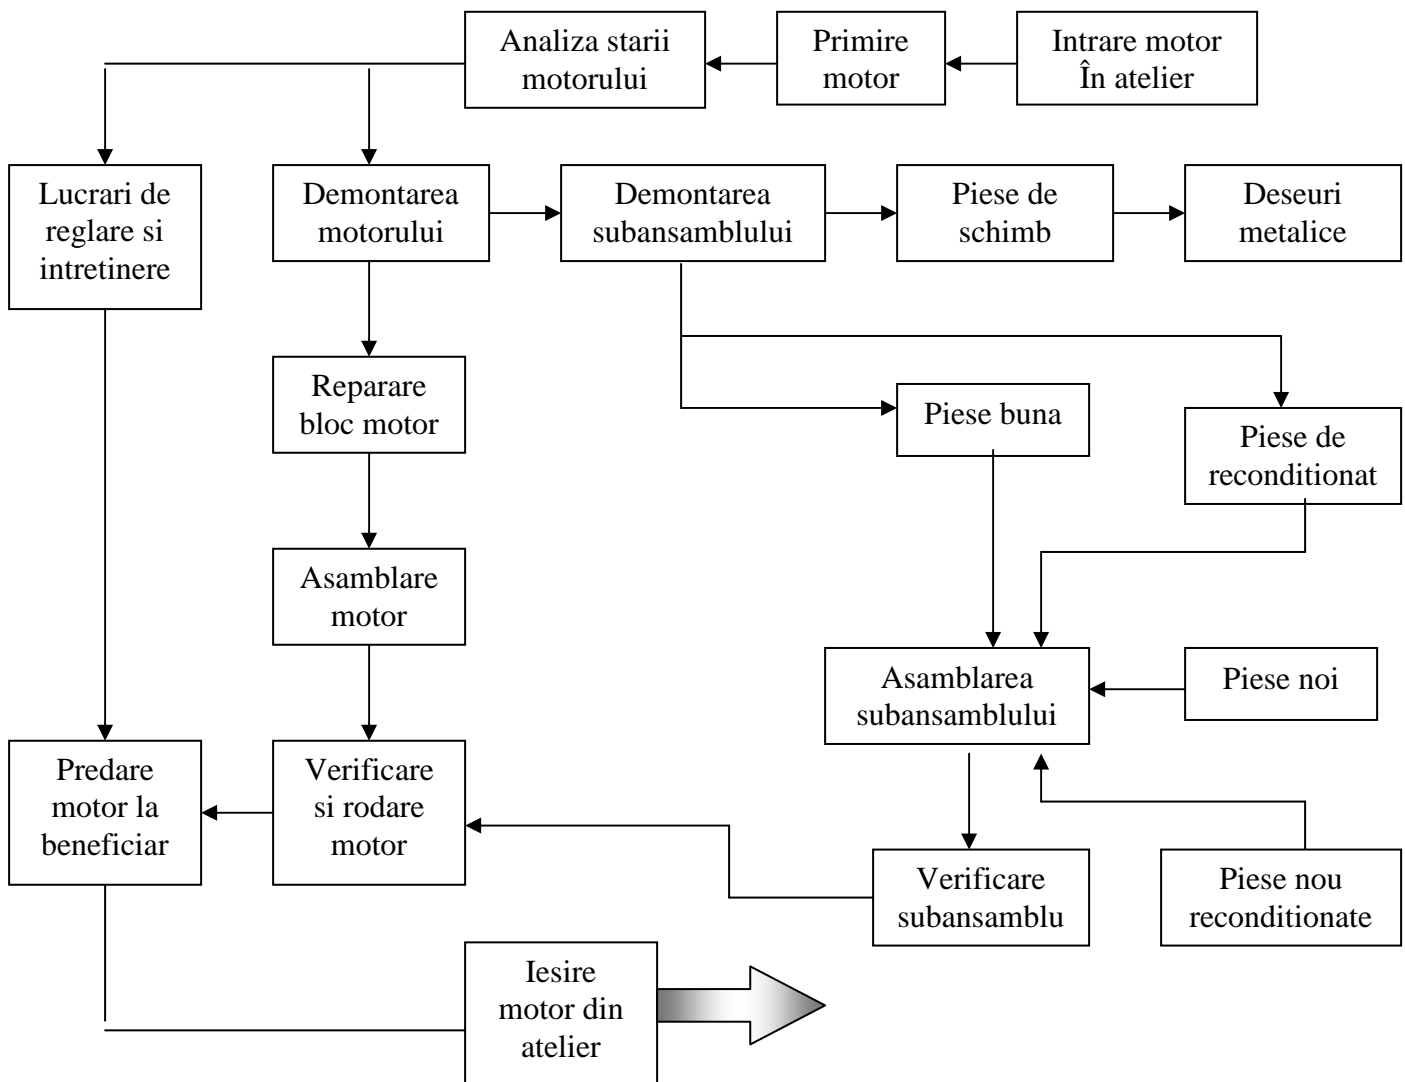 Analiza starii
motorului
Primire
motor
Intrare motor
În atelier
Lucrari de
reglare si
intretinere
Demontarea
motorului
Demontarea
subansamblului
Piese de
schimb
Deseuri
metalice
Reparare
bloc motor
Piese buna
Piese de
reconditionat
Asamblare
motor
Asamblarea
subansamblului
Piese noi
Predare
motor la
beneficiar
Verificare
si rodare
motor
Verificare
subansamblu
Piese nou
reconditionate
Iesire
motor din
atelier